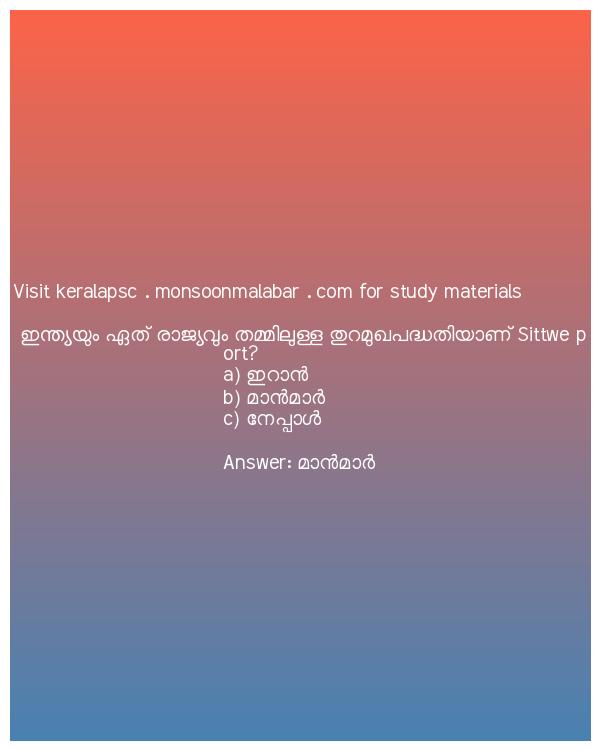 Visit keralapsc . monsoonmalabar . com for study materials
ഇന്ത്യയും ഏത് രാജ്യവും തമ്മിലുള്ള തുറമുഖപദ്ധതിയാണ് Sittwe p
ort?
a) ഇറാൻ
b) മാൻമാർ
c) നേപ്പാൾ
Answer: മാൻമാർ